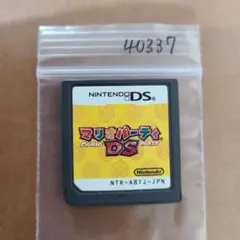 40337
NINTENDO DS
マリオパーティ
MARIO PARTY
DS
Nintendo
NTR-A8TJ-JPN